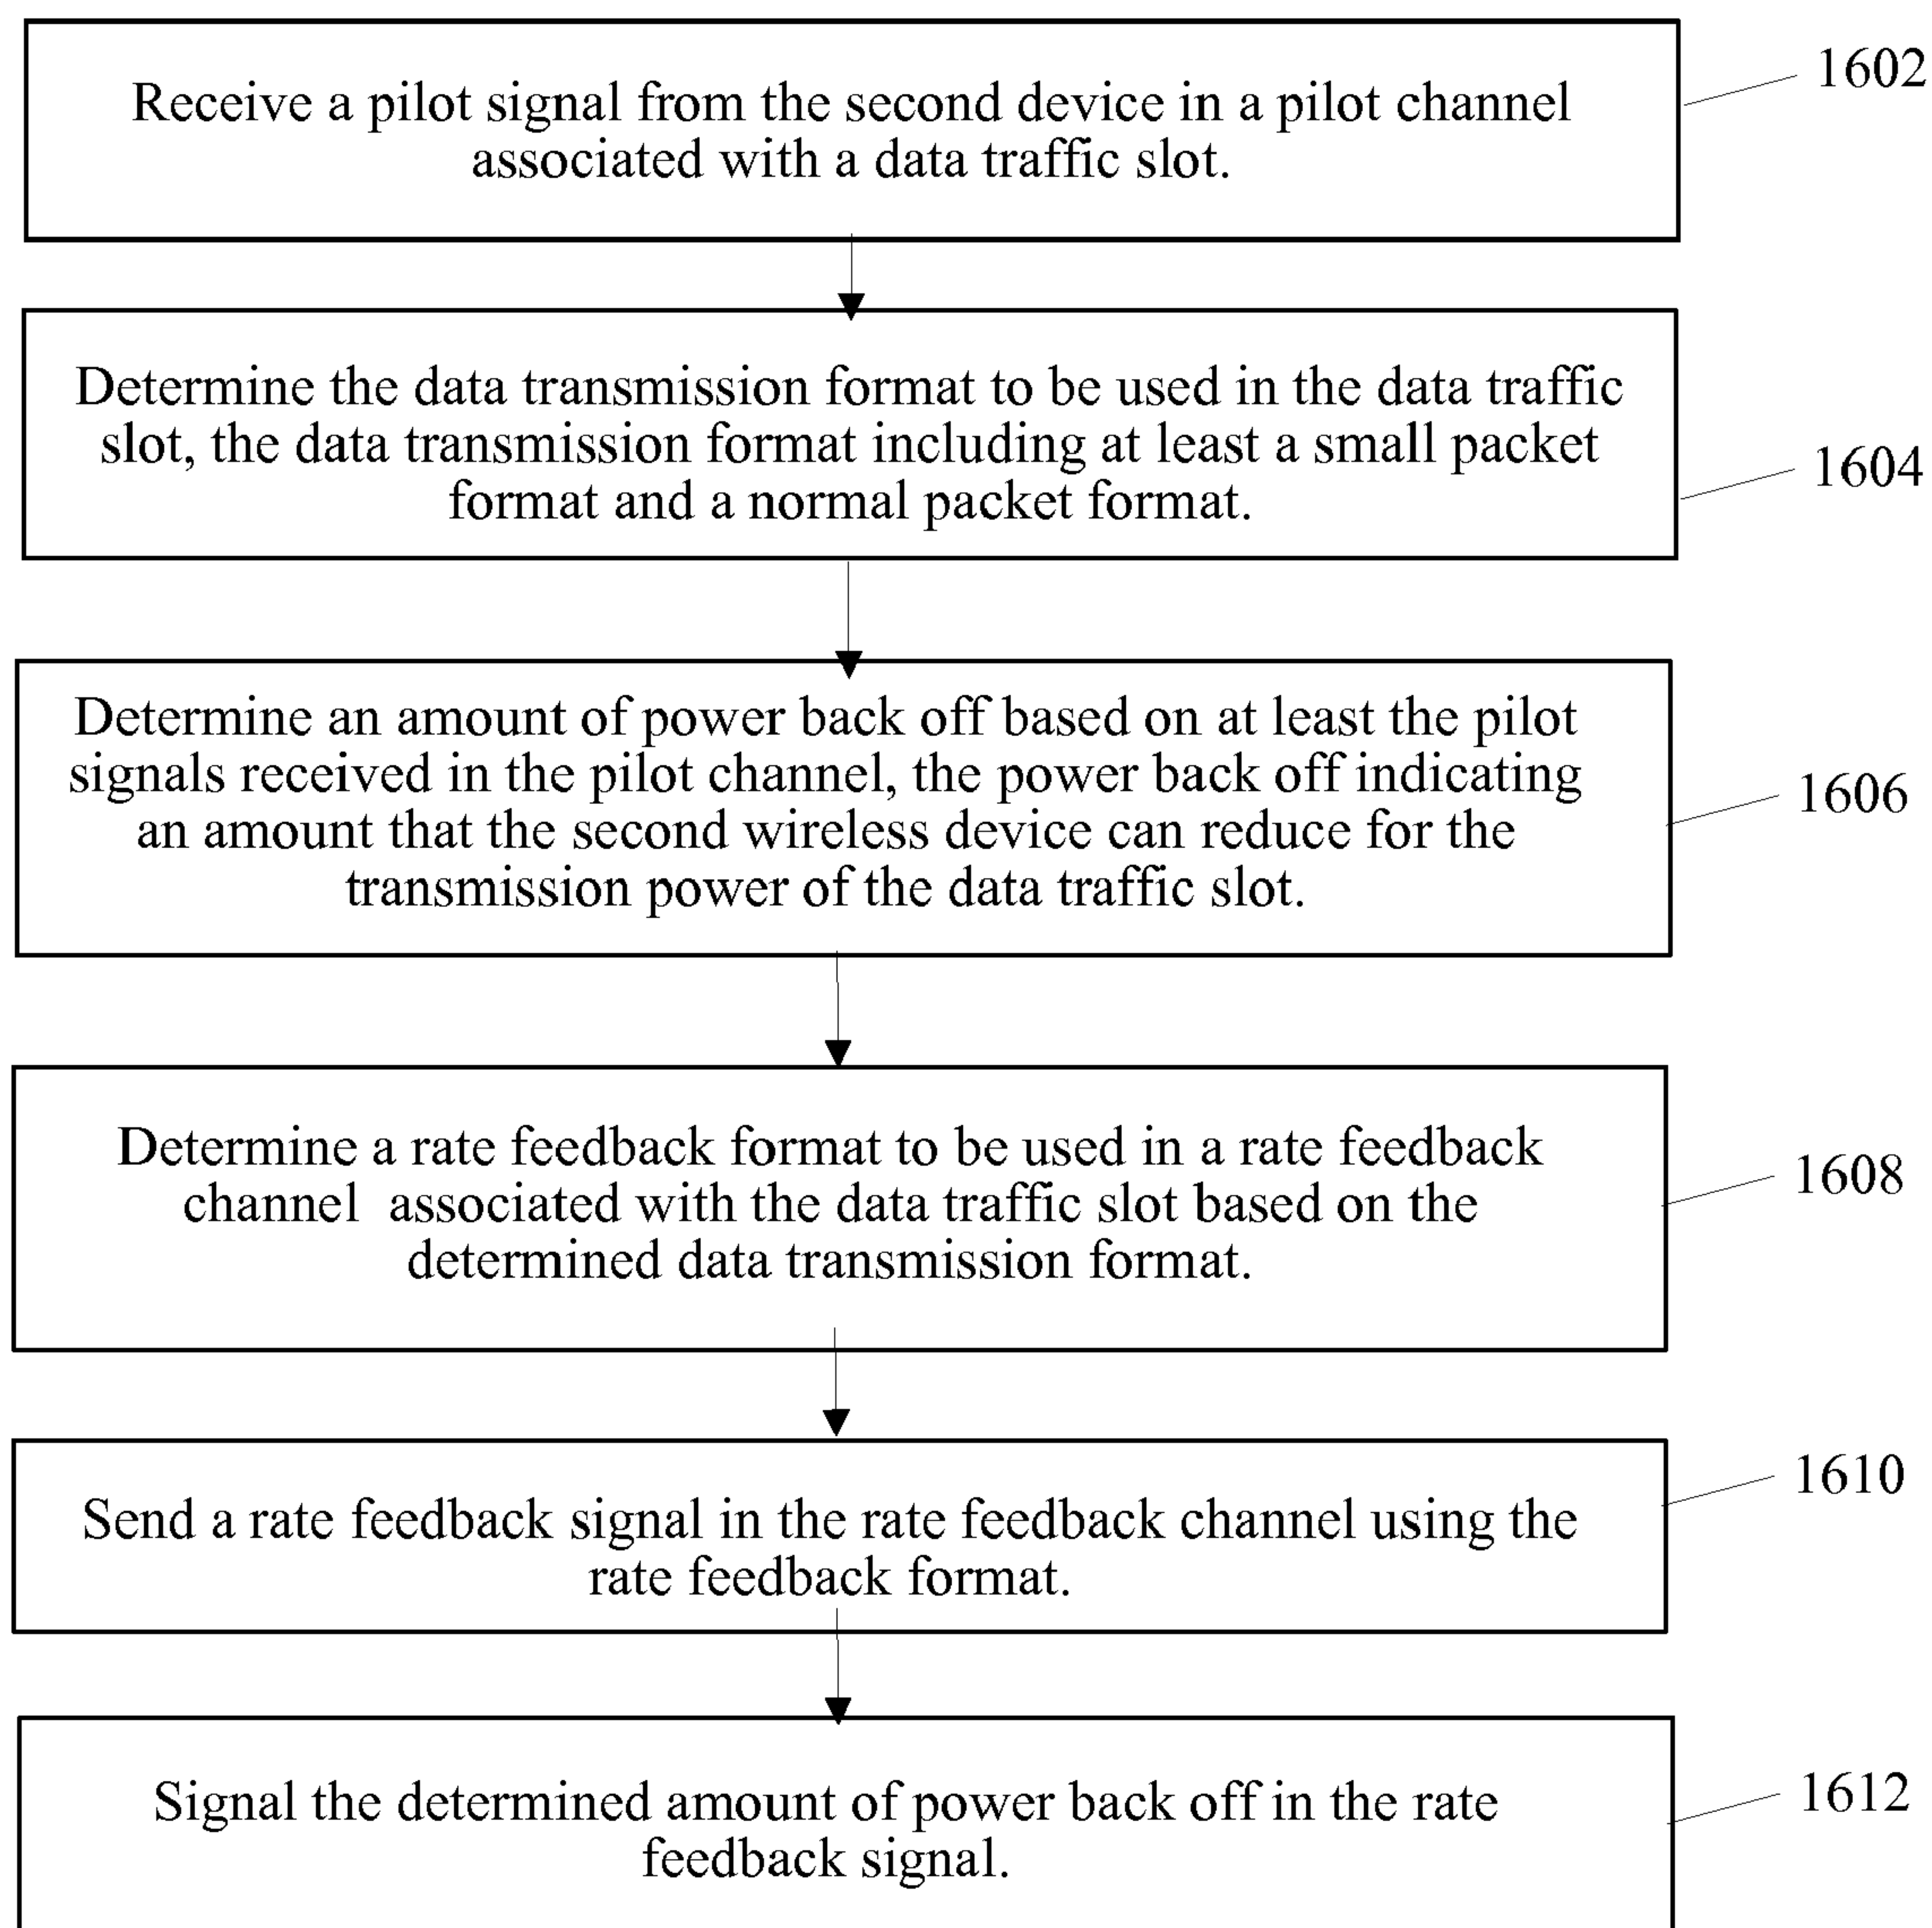 Receive a pilot signal from the second device in a pilot channel
associated with a data traffic slot.
1602
Determine the data transmission format to be used in the data traffic
slot, the data transmission format including at least a small packet
format and a normal packet format.
1604
Determine an amount of power back off based on at least the pilot
signals received in the pilot channel, the power back off indicating
an amount that the second wireless device can reduce for the
transmission power of the data traffic slot.
1606
Determine a rate feedback format to be used in a rate feedback
channel  associated with the data traffic slot based on the
determined data transmission format.
1608
Send a rate feedback signal in the rate feedback channel using the
rate feedback format.
1610
Signal the determined amount of power back off in the rate
feedback signal.
1612